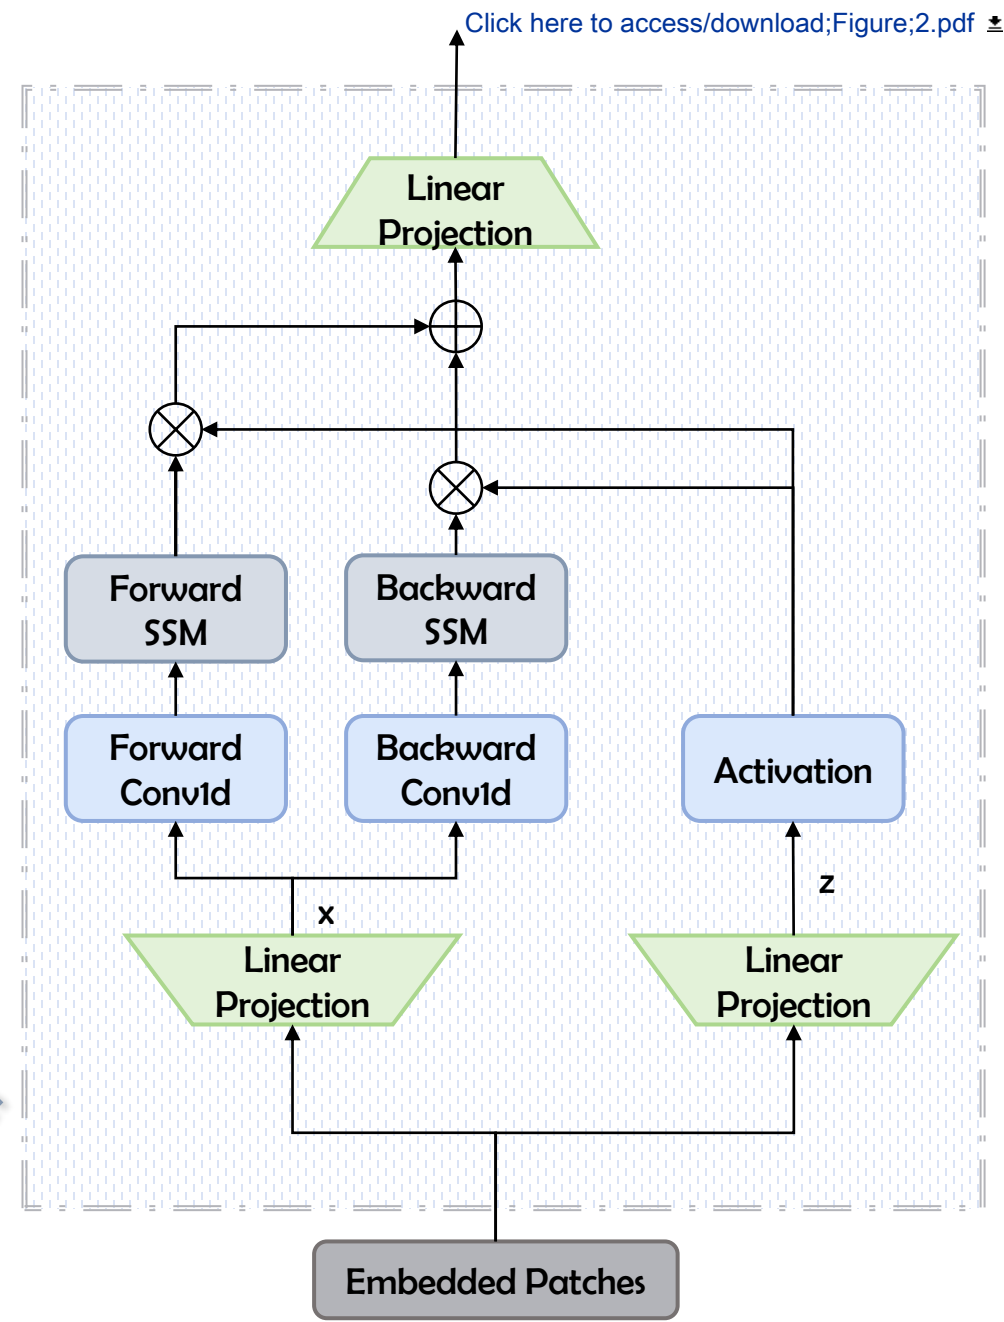 Click here to access/download;Figure;2.pdf
Linear
Projection
Forward
SSM
Backward
SSM
Forward
Conv1d
Backward
Conv1d
Activation
x
z
Linear
Projection
Linear
Projection
Embedded Patches